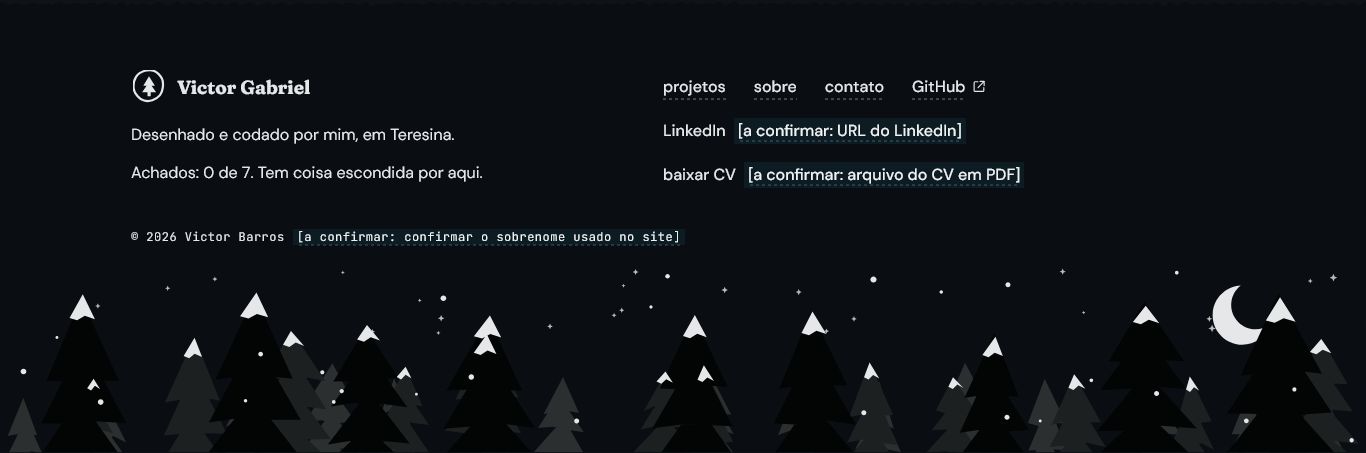 Victor Gabriel
Desenhado e codado por mim, em Teresina.
Achados: 0 de 7. Tem coisa escondida por aqui.
projetos sobre contato GitHub
LinkedIn [a confirmar: URL do LinkedIn]
baixar CV [a confirmar: arquivo do CV em PDF]
© 2026 Victor Barros [a confirmar: confirmar o sobrenome usado no site]